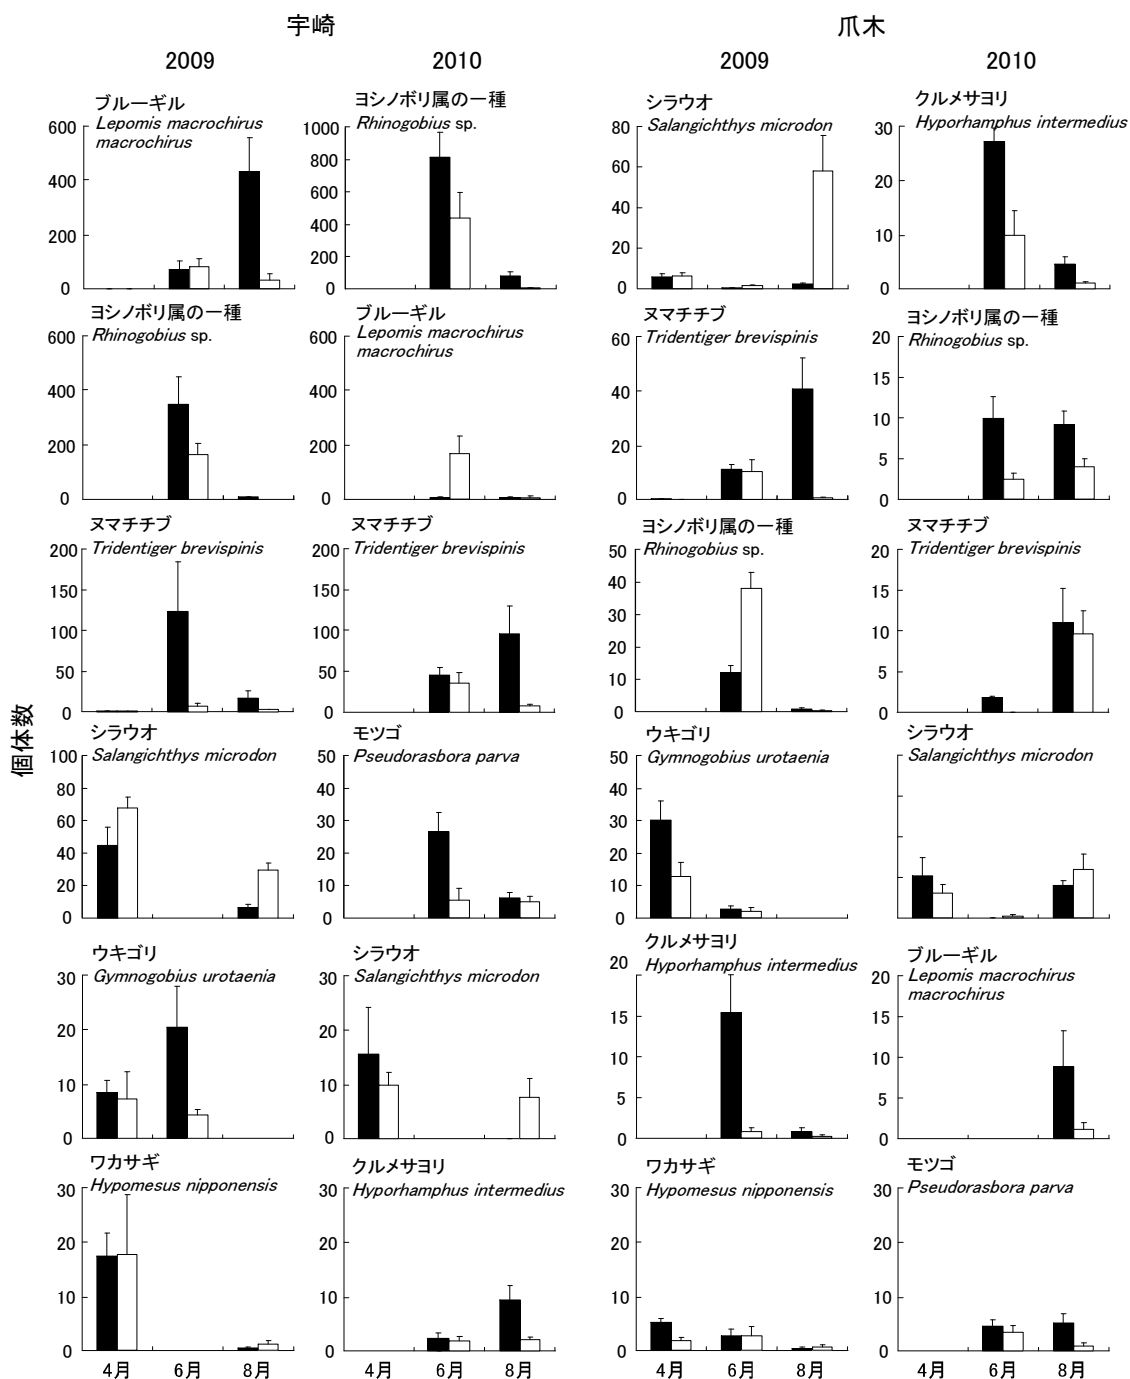 宇崎
爪木
2009
2010
2009
2010
個体数
ブルーギル
Lepomis macrochirus
macrochirus
600
400
200
0
ヨシノボリ属の一種
Rhinogobius sp.
1000
800
600
400
200
0
シラウオ
Salangichthys microdon
80
60
40
20
0
クルメサヨリ
Hyporhamphus intermedius
30
20
10
0
ヨシノボリ属の一種
Rhinogobius sp.
600
400
200
0
ブルーギル
Lepomis macrochirus
macrochirus
600
400
200
0
ヌマチチブ
Tridentiger brevispinis
60
40
20
0
ヨシノボリ属の一種
Rhinogobius sp.
20
15
10
5
0
ヌマチチブ
Tridentiger brevispinis
200
150
100
50
0
ヌマチチブ
Tridentiger brevispinis
200
150
100
50
0
ヨシノボリ属の一種
Rhinogobius sp.
50
40
30
20
10
0
ヌマチチブ
Tridentiger brevispinis
20
15
10
5
0
シラウオ
Salangichthys microdon
100
80
60
40
20
0
モツゴ
Pseudorasbora parva
50
40
30
20
10
0
ウキゴリ
Gymnogobius urotaenia
50
40
30
20
10
0
シラウオ
Salangichthys microdon
ウキゴリ
Gymnogobius urotaenia
30
20
10
0
シラウオ
Salangichthys microdon
30
20
10
0
クルメサヨリ
Hyporhamphus intermedius
20
15
10
5
0
ブルーギル
Lepomis macrochirus
macrochirus
20
15
10
5
0
ワカサギ
Hypomesus nipponensis
30
20
10
0
4月 6月 8月
クルメサヨリ
Hyporhamphus intermedius
30
20
10
0
4月 6月 8月
ワカサギ
Hypomesus nipponensis
30
20
10
0
4月 6月 8月
モツゴ
Pseudorasbora parva
30
20
10
0
4月 6月 8月